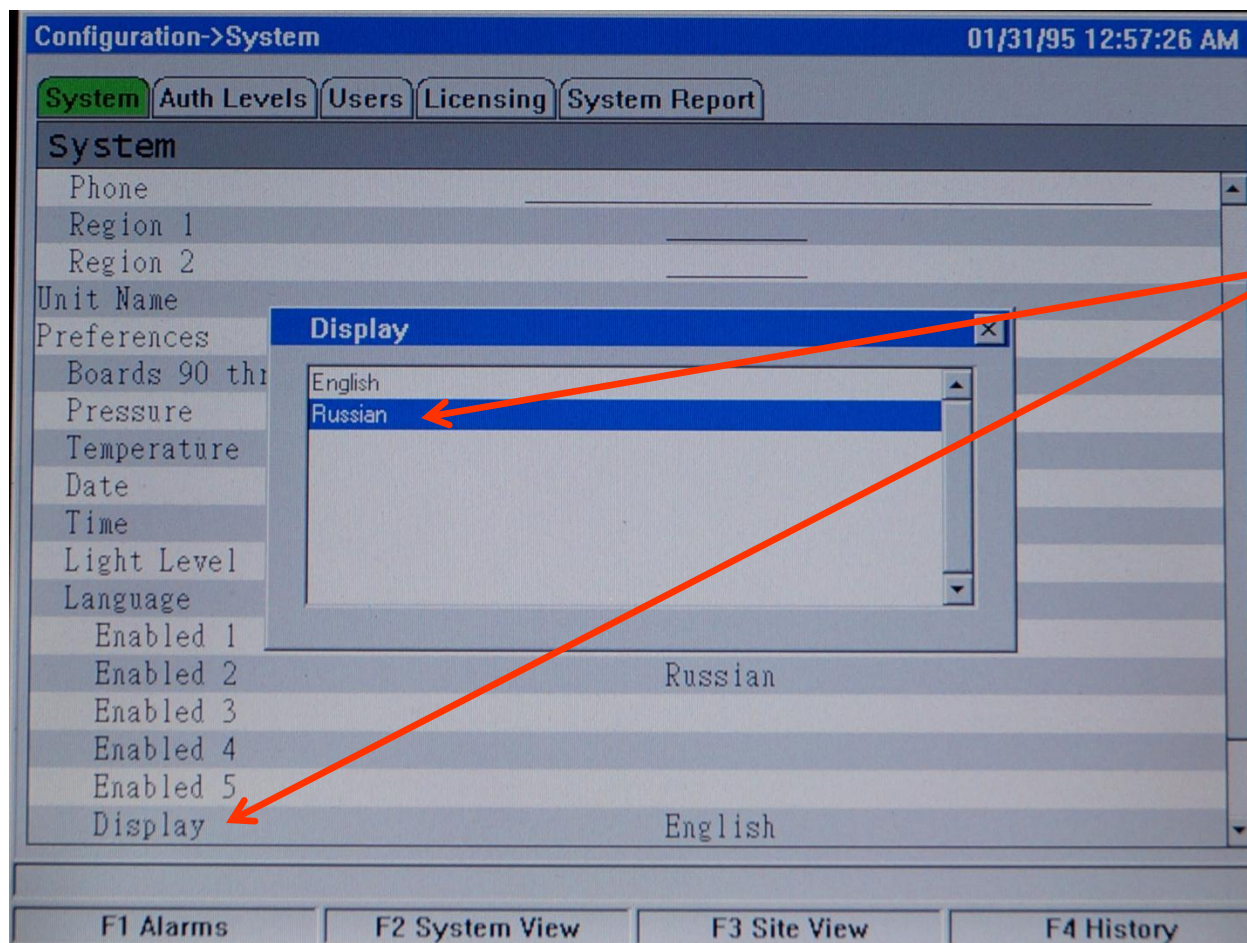 Configuration->System 01/31/95 12:57:26 AM
System Auth Levels Users Licensing System Report
System
Phone
Region 1
Region 2
Unit Name
Preferences
Display
Boards 90 thr
English
Pressure
Russian
Temperature
Date
Time
Light Level
Language
Enabled 1
Enabled 2 Russian
Enabled 3
Enabled 4
Enabled 5
Display English
F1 Alarms F2 System View F3 Site View F4 History